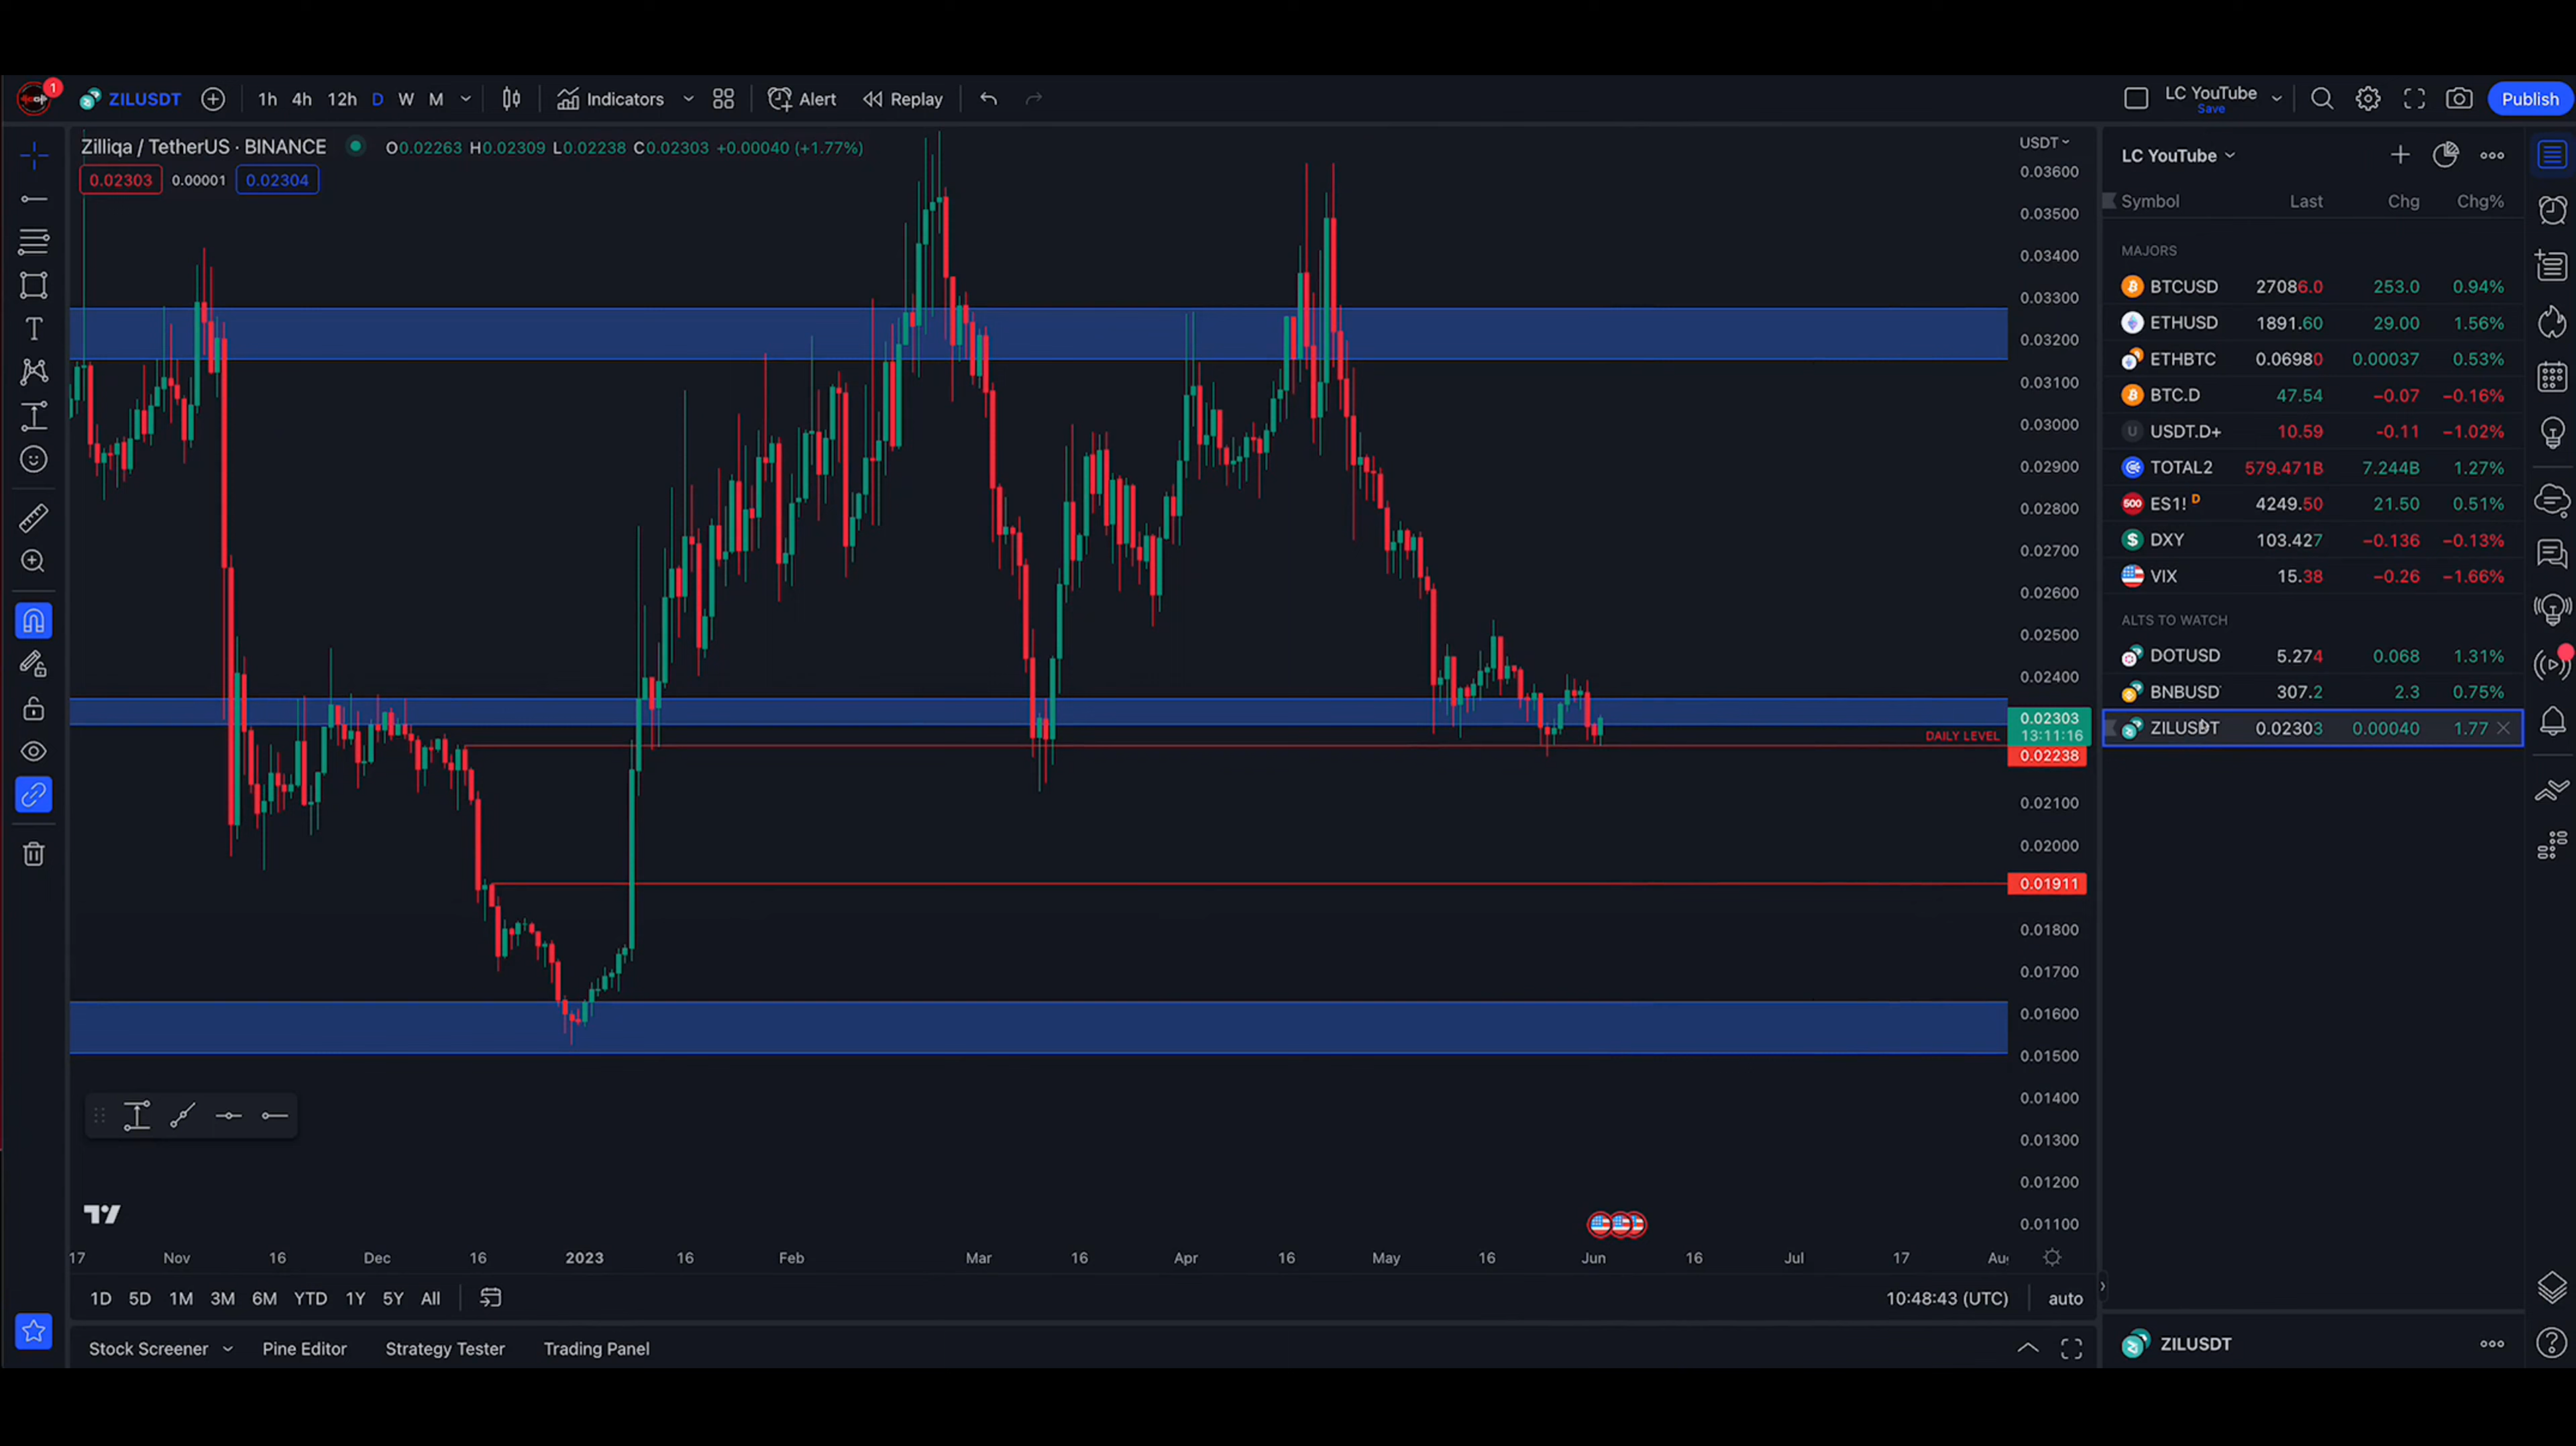 1 ZILUSDT 1h 4h 12h D W M Indicators Alert Replay LC YouTube Save Publish
Zilliqa / TetherUS · BINANCE O0.02263 H0.02309 L0.02238 C0.02303 +0.00040 (+1.77%)
0.02303 0.00001 0.02304
USDT
0.03600
0.03500
0.03400
0.03300
0.03200
0.03100
0.03000
0.02900
0.02800
0.02700
0.02600
0.02500
0.02400
0.02303
13:11:16
DAILY LEVEL
0.02238
0.02100
0.02000
0.01911
0.01800
0.01700
0.01600
0.01500
0.01400
0.01300
0.01200
0.01100
17 Nov 16 Dec 16 2023 16 Feb Mar 16 Apr 16 May 16 Jun 16 Jul 17
1D 5D 1M 3M 6M YTD 1Y 5Y All 10:48:43 (UTC) auto
Stock Screener Pine Editor Strategy Tester Trading Panel
LC YouTube
Symbol Last Chg Chg%
MAJORS
BTCUSD 27086.0 253.0 0.94%
ETHUSD 1891.60 29.00 1.56%
ETHBTC 0.06980 0.00037 0.53%
BTC.D 47.54 −0.07 −0.16%
U USDT.D+ 10.59 −0.11 −1.02%
TOTAL2 579.471B 7.244B 1.27%
500 ES1! D 4249.50 21.50 0.51%
$ DXY 103.427 −0.136 −0.13%
VIX 15.38 −0.26 −1.66%
ALTS TO WATCH
DOTUSD 5.274 0.068 1.31%
BNBUSD 307.2 2.3 0.75%
ZILUSDT 0.02303 0.00040 1.77
ZILUSDT